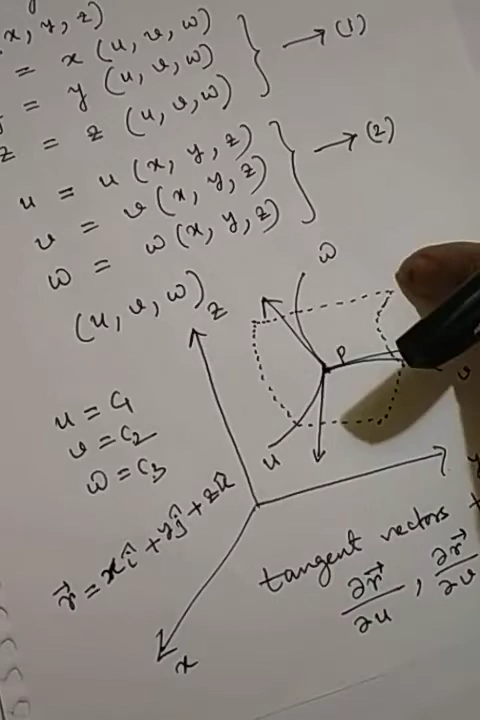 x, y, z)
= x (u, v, w)
= y (u, v, w)
z = z (u, v, w)
→ (1)
u = u (x, y, z)
v = v (x, y, z)
w = w (x, y, z)
→ (2)
(u, v, w)
z
w
P
v
u
u = C1
v = C2
w = C3
r⃗ = xî + yĵ + zk̂
x
y
tangent vectors
∂r⃗/∂u , ∂r⃗/∂v